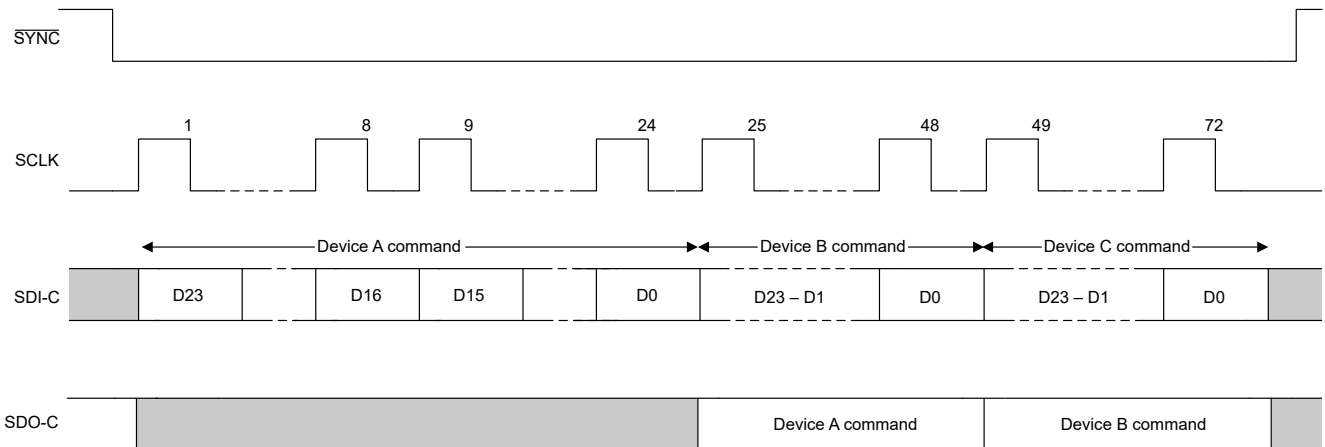 SYNC
1 8 9 24 25 48 49 72
SCLK
Device A command Device B command Device C command
SDI-C D23 D16 D15 D0 D23 – D1 D0 D23 – D1 D0
SDO-C Device A command Device B command